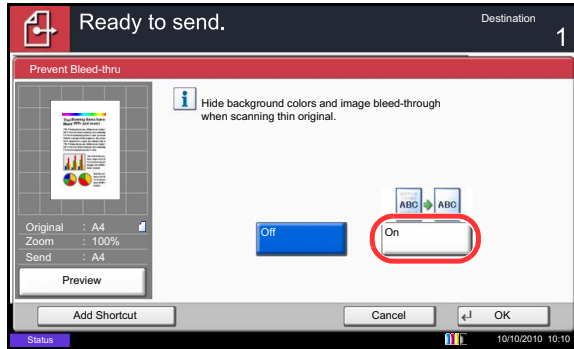 Ready to send.
Destination
1
Prevent Bleed-thru
Hide background colors and image bleed-through
when scanning thin original.
ABC ABC
Off
On
Original : A4
Zoom : 100%
Send : A4
Preview
Add Shortcut
Cancel
OK
Status
10/10/2010 10:10